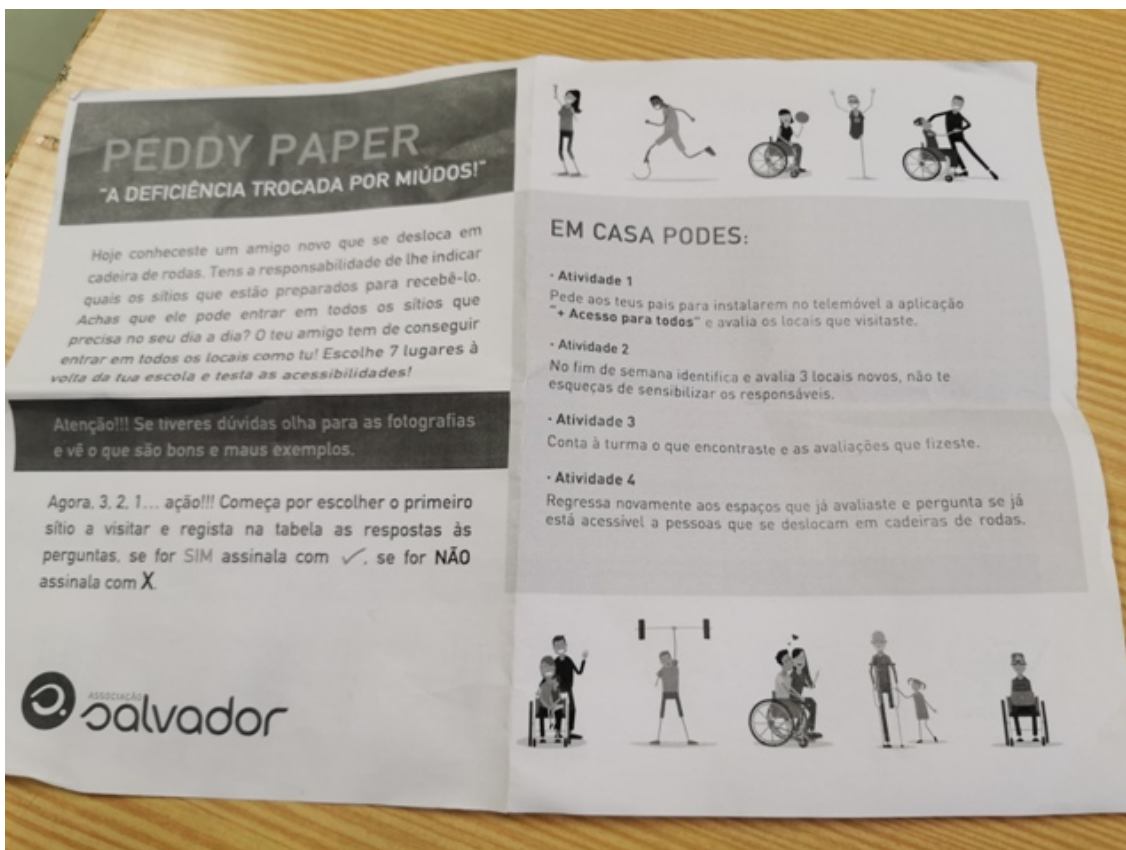 PEDDY PAPER
"A DEFICIÊNCIA TROCADA POR MIÚDOS!"
Hoje conheceste um amigo novo que se desloca em
cadeira de rodas. Tens a responsabilidade de lhe indicar
quais os sítios que estão preparados para recebê-lo.
Achas que ele pode entrar em todos os sítios que
precisa no seu dia a dia? O teu amigo tem de conseguir
entrar em todos os locais como tu! Escolhe 7 lugares à
volta da tua escola e testa as acessibilidades!
Atenção!!! Se tiveres dúvidas olha para as fotografias
e vê o que são bons e maus exemplos.
Agora, 3, 2, 1... ação!!! Começa por escolher o primeiro
sítio a visitar e regista na tabela as respostas às
perguntas, se for SIM assinala com ✓, se for NÃO
assinala com X.
ASSOCIAÇÃO
salvador
EM CASA PODES:
· Atividade 1
Pede aos teus pais para instalarem no telemóvel a aplicação
"+ Acesso para todos" e avalia os locais que visitaste.
· Atividade 2
No fim de semana identifica e avalia 3 locais novos, não te
esqueças de sensibilizar os responsáveis.
· Atividade 3
Conta à turma o que encontraste e as avaliações que fizeste.
· Atividade 4
Regressa novamente aos espaços que já avaliaste e pergunta se já
está acessível a pessoas que se deslocam em cadeiras de rodas.